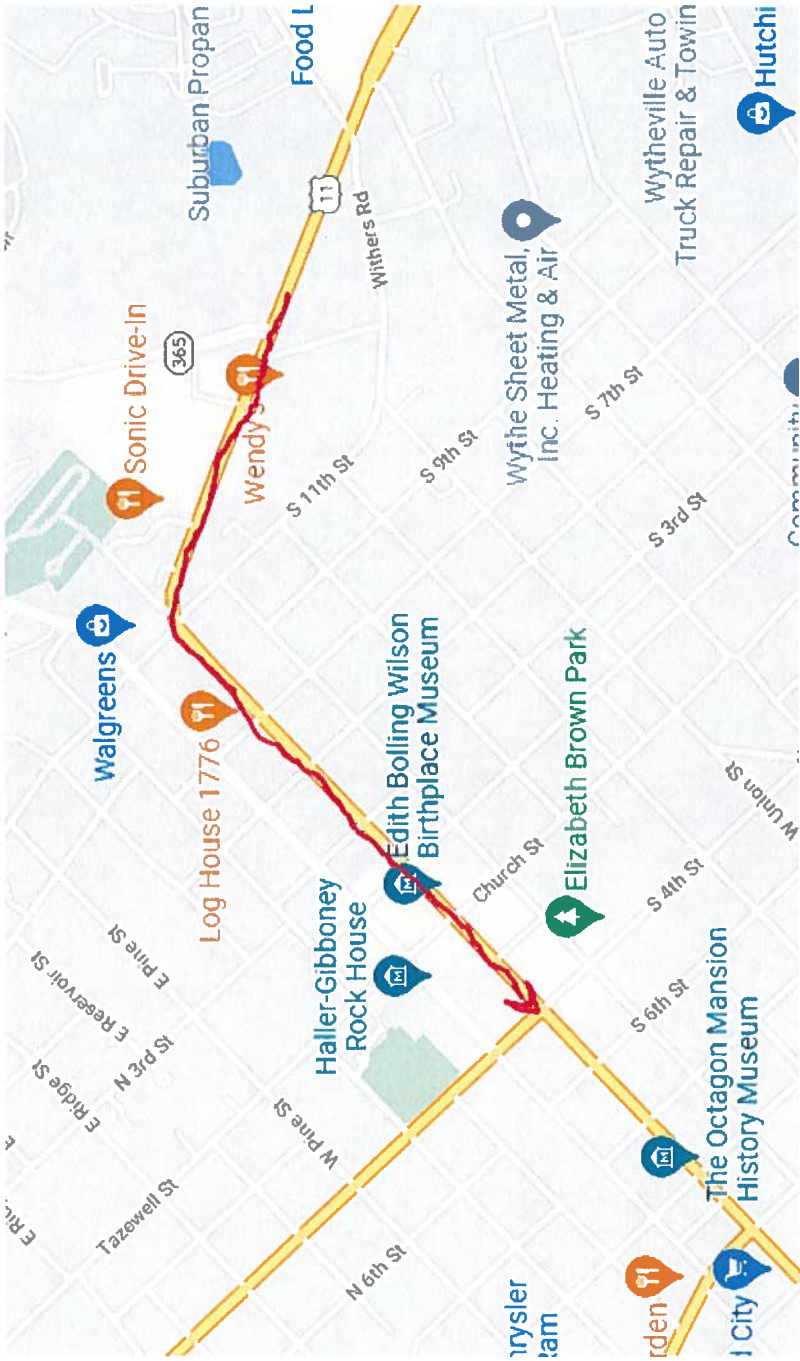 Suburban Propan
Food L
11
Withers Rd
Wytheville Auto
Truck Repair & Towin
Hutchi
Sonic Drive-In
365
Wendy's
S 11th St
S 9th St
Wythe Sheet Metal,
Inc. Heating & Air
S 7th St
S 3rd St
Community
Walgreens
Log House 1776
Edith Bolling Wilson
Birthplace Museum
Church St
Elizabeth Brown Park
W Union St
S 4th St
Haller-Gibboney
Rock House
E Pine St
E Reservoir St
N 3rd St
E Ridge St
W Pine St
Tazewell St
N 6th St
S 6th St
The Octagon Mansion
History Museum
hrysler
Ram
rden
d City